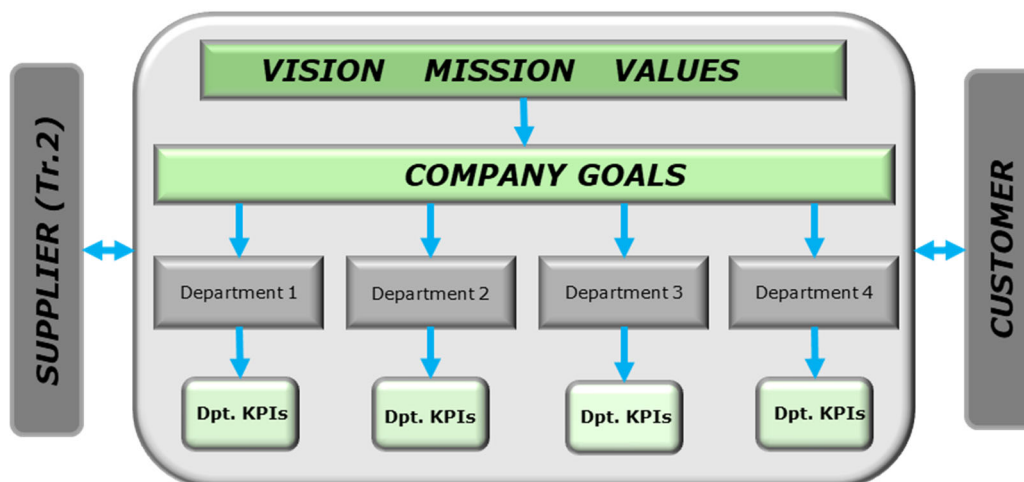 VISION MISSION VALUES
COMPANY GOALS
SUPPLIER (Tr.2)
CUSTOMER
Department 1
Department 2
Department 3
Department 4
Dpt. KPIs
Dpt. KPIs
Dpt. KPIs
Dpt. KPIs